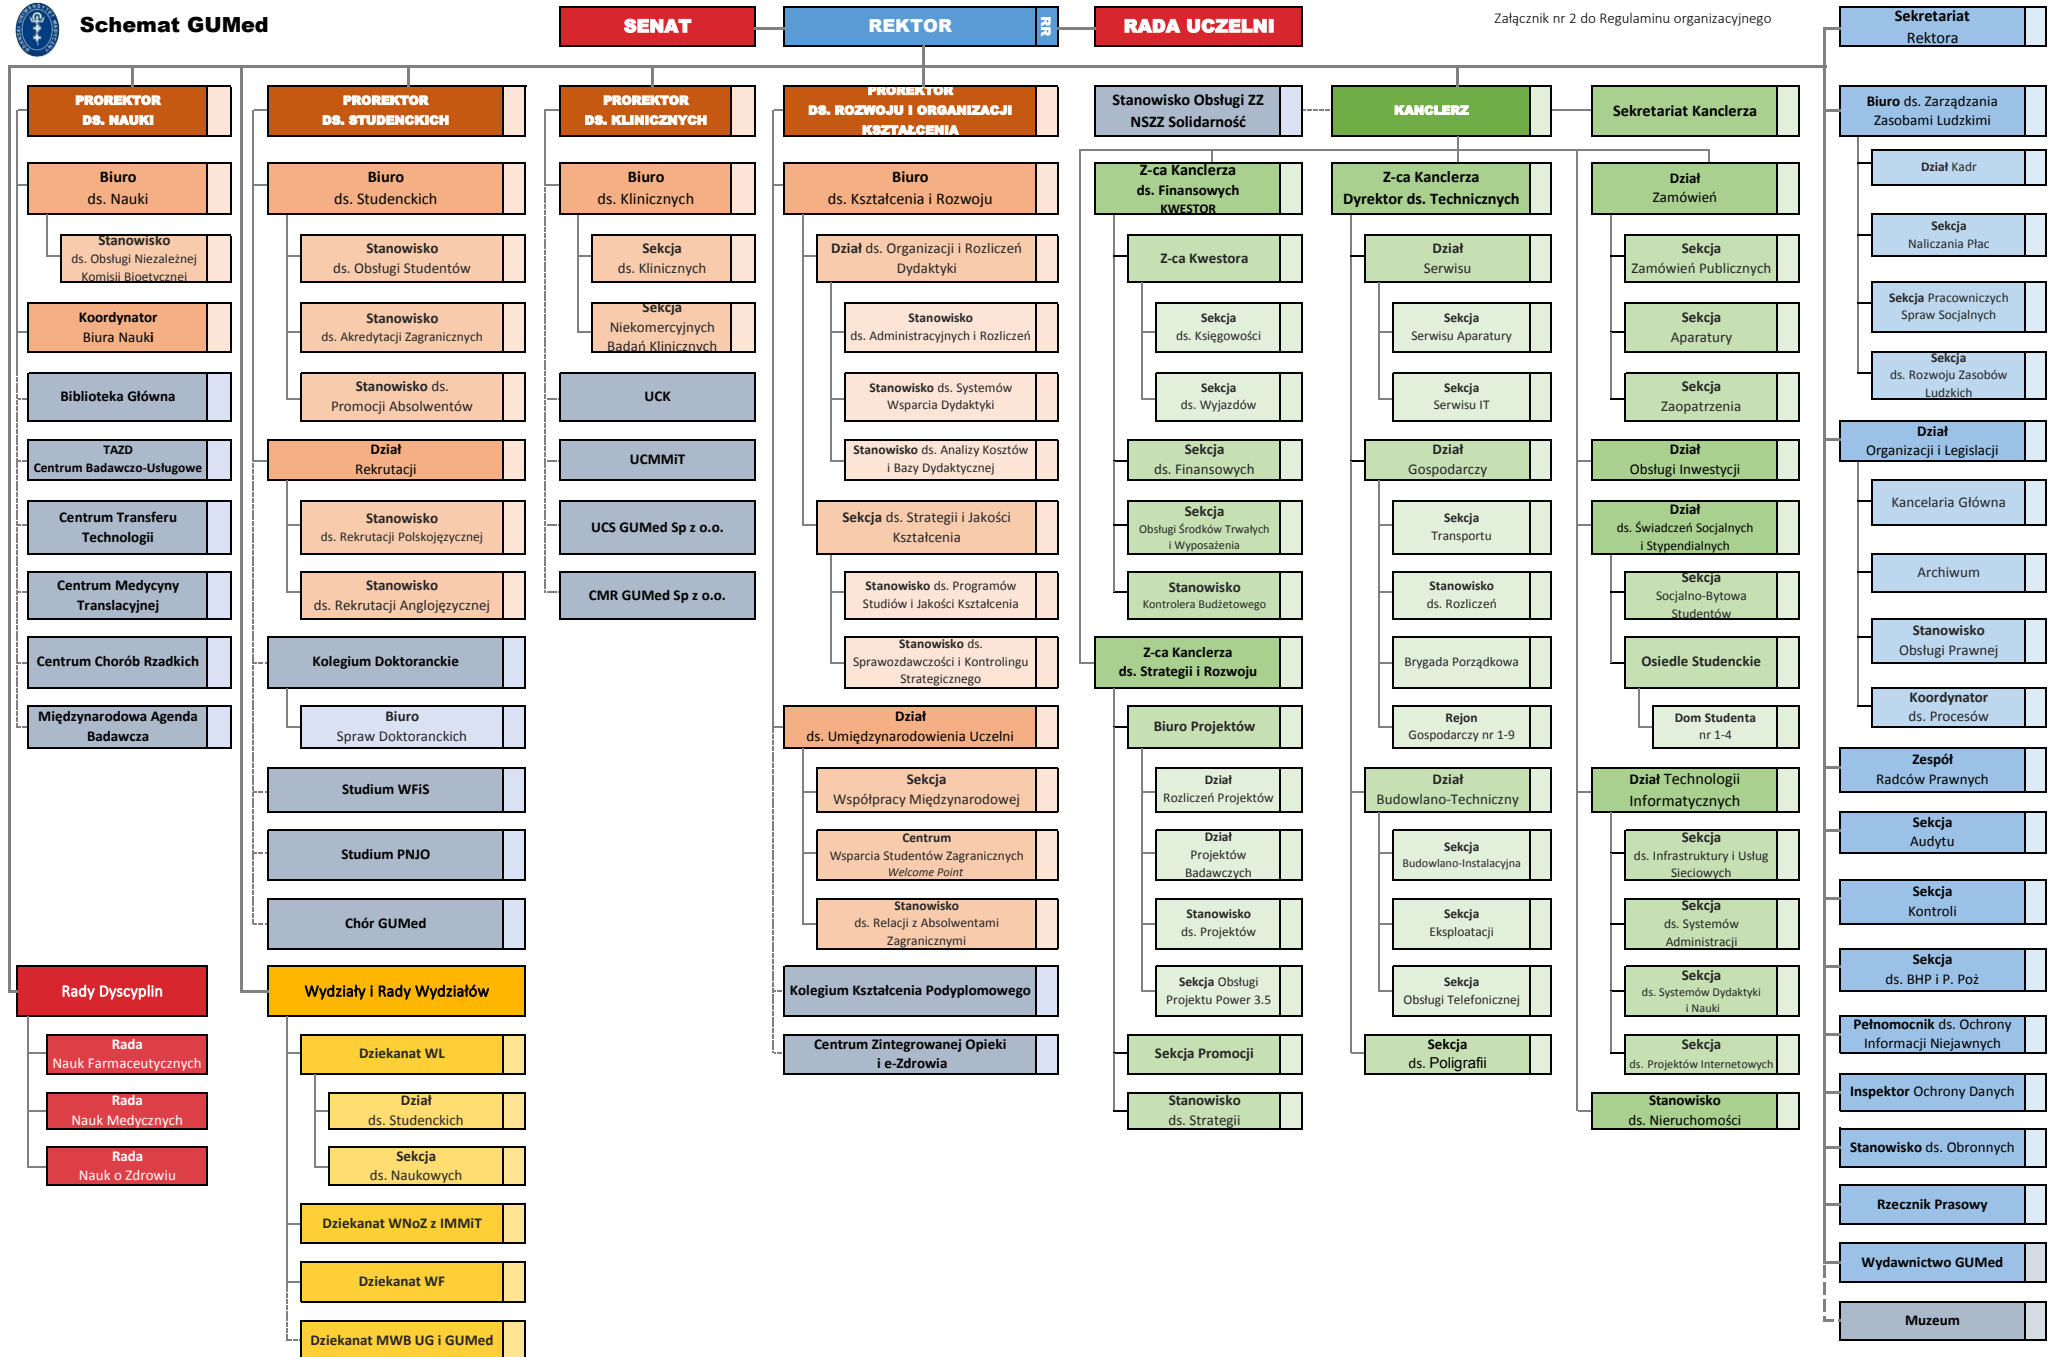 Schemat GUMed
SENAT
REKTOR
RR
RADA UCZELNI
Załącznik nr 2 do Regulaminu organizacyjnego
Sekretariat
Rektora
PROREKTOR
DS. NAUKI
Biuro
ds. Nauki
Stanowisko
ds. Obsługi Niezależnej
Komisji Bioetycznej
Koordynator
Biura Nauki
Biblioteka Główna
TAZD
Centrum Badawczo-Usługowe
Centrum Transferu
Technologii
Centrum Medycyny
Translacyjnej
Centrum Chorób Rzadkich
Międzynarodowa Agenda
Badawcza
Rady Dyscyplin
Rada
Nauk Farmaceutycznych
Rada
Nauk Medycznych
Rada
Nauk o Zdrowiu
PROREKTOR
DS. STUDENCKICH
Biuro
ds. Studenckich
Stanowisko
ds. Obsługi Studentów
Stanowisko
ds. Akredytacji Zagranicznych
Stanowisko ds.
Promocji Absolwentów
Dział
Rekrutacji
Stanowisko
ds. Rekrutacji Polskojęzycznej
Stanowisko
ds. Rekrutacji Anglojęzycznej
Kolegium Doktoranckie
Biuro
Spraw Doktoranckich
Studium WFiS
Studium PNJO
Chór GUMed
Wydziały i Rady Wydziałów
Dziekanat WL
Dział
ds. Studenckich
Sekcja
ds. Naukowych
Dziekanat WNoZ z IMMiT
Dziekanat WF
Dziekanat MWB UG i GUMed
PROREKTOR
DS. KLINICZNYCH
Biuro
ds. Klinicznych
Sekcja
ds. Klinicznych
Sekcja
Niekomercyjnych
Badań Klinicznych
UCK
UCMMiT
UCS GUMed Sp z o.o.
CMR GUMed Sp z o.o.
PROREKTOR
DS. ROZWOJU I ORGANIZACJI
KSZTAŁCENIA
Biuro
ds. Kształcenia i Rozwoju
Dział ds. Organizacji i Rozliczeń
Dydaktyki
Stanowisko
ds. Administracyjnych i Rozliczeń
Stanowisko ds. Systemów
Wsparcia Dydaktyki
Stanowisko ds. Analizy Kosztów
i Bazy Dydaktycznej
Sekcja ds. Strategii i Jakości
Kształcenia
Stanowisko ds. Programów
Studiów i Jakości Kształcenia
Stanowisko ds.
Sprawozdawczości i Kontrolingu
Strategicznego
Dział
ds. Umiędzynarodowienia Uczelni
Sekcja
Współpracy Międzynarodowej
Centrum
Wsparcia Studentów Zagranicznych
Welcome Point
Stanowisko
ds. Relacji z Absolwentami
Zagranicznymi
Kolegium Kształcenia Podyplomowego
Centrum Zintegrowanej Opieki
i e-Zdrowia
Stanowisko Obsługi ZZ
NSZZ Solidarność
KANCLERZ
Sekretariat Kanclerza
Z-ca Kanclerza
ds. Finansowych
KWESTOR
Z-ca Kwestora
Sekcja
ds. Księgowości
Sekcja
ds. Wyjazdów
Sekcja
ds. Finansowych
Sekcja
Obsługi Środków Trwałych
i Wyposażenia
Stanowisko
Kontrolera Budżetowego
Z-ca Kanclerza
ds. Strategii i Rozwoju
Biuro Projektów
Dział
Rozliczeń Projektów
Dział
Projektów
Badawczych
Stanowisko
ds. Projektów
Sekcja Obsługi
Projektu Power 3.5
Sekcja Promocji
Stanowisko
ds. Strategii
Z-ca Kanclerza
Dyrektor ds. Technicznych
Dział
Serwisu
Sekcja
Serwisu Aparatury
Sekcja
Serwisu IT
Dział
Gospodarczy
Sekcja
Transportu
Stanowisko
ds. Rozliczeń
Brygada Porządkowa
Rejon
Gospodarczy nr 1-9
Dział
Budowlano-Techniczny
Sekcja
Budowlano-Instalacyjna
Sekcja
Eksploatacji
Sekcja
Obsługi Telefonicznej
Sekcja
ds. Poligrafii
Dział
Zamówień
Sekcja
Zamówień Publicznych
Sekcja
Aparatury
Sekcja
Zaopatrzenia
Dział
Obsługi Inwestycji
Dział
ds. Świadczeń Socjalnych
i Stypendialnych
Sekcja
Socjalno-Bytowa
Studentów
Osiedle Studenckie
Dom Studenta
nr 1-4
Dział Technologii
Informatycznych
Sekcja
ds. Infrastruktury i Usług
Sieciowych
Sekcja
ds. Systemów
Administracji
Sekcja
ds. Systemów Dydaktyki
i Nauki
Sekcja
ds. Projektów Internetowych
Stanowisko
ds. Nieruchomości
Biuro ds. Zarządzania
Zasobami Ludzkimi
Dział Kadr
Sekcja
Naliczania Płac
Sekcja Pracowniczych
Spraw Socjalnych
Sekcja
ds. Rozwoju Zasobów
Ludzkich
Dział
Organizacji i Legislacji
Kancelaria Główna
Archiwum
Stanowisko
Obsługi Prawnej
Koordynator
ds. Procesów
Zespół
Radców Prawnych
Sekcja
Audytu
Sekcja
Kontroli
Sekcja
ds. BHP i P. Poż
Pełnomocnik ds. Ochrony
Informacji Niejawnych
Inspektor Ochrony Danych
Stanowisko ds. Obronnych
Rzecznik Prasowy
Wydawnictwo GUMed
Muzeum